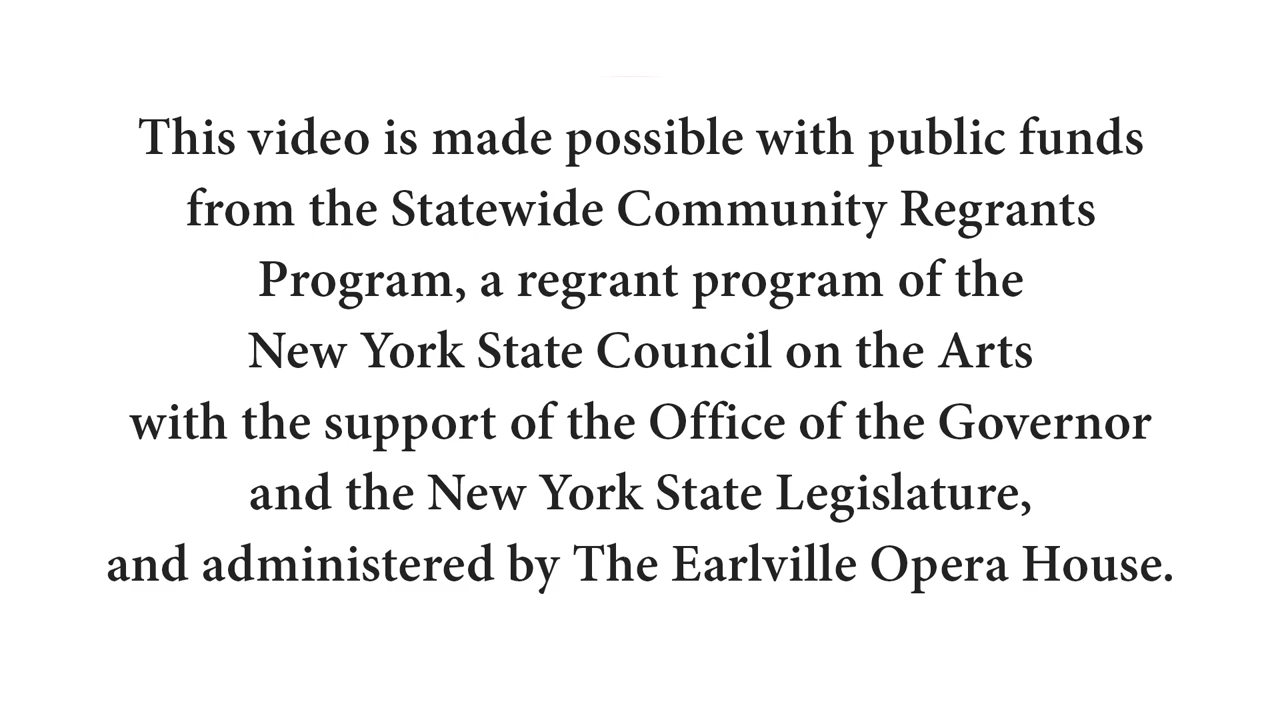 This video is made possible with public funds
from the Statewide Community Regrants
Program, a regrant program of the
New York State Council on the Arts
with the support of the Office of the Governor
and the New York State Legislature,
and administered by The Earlville Opera House.